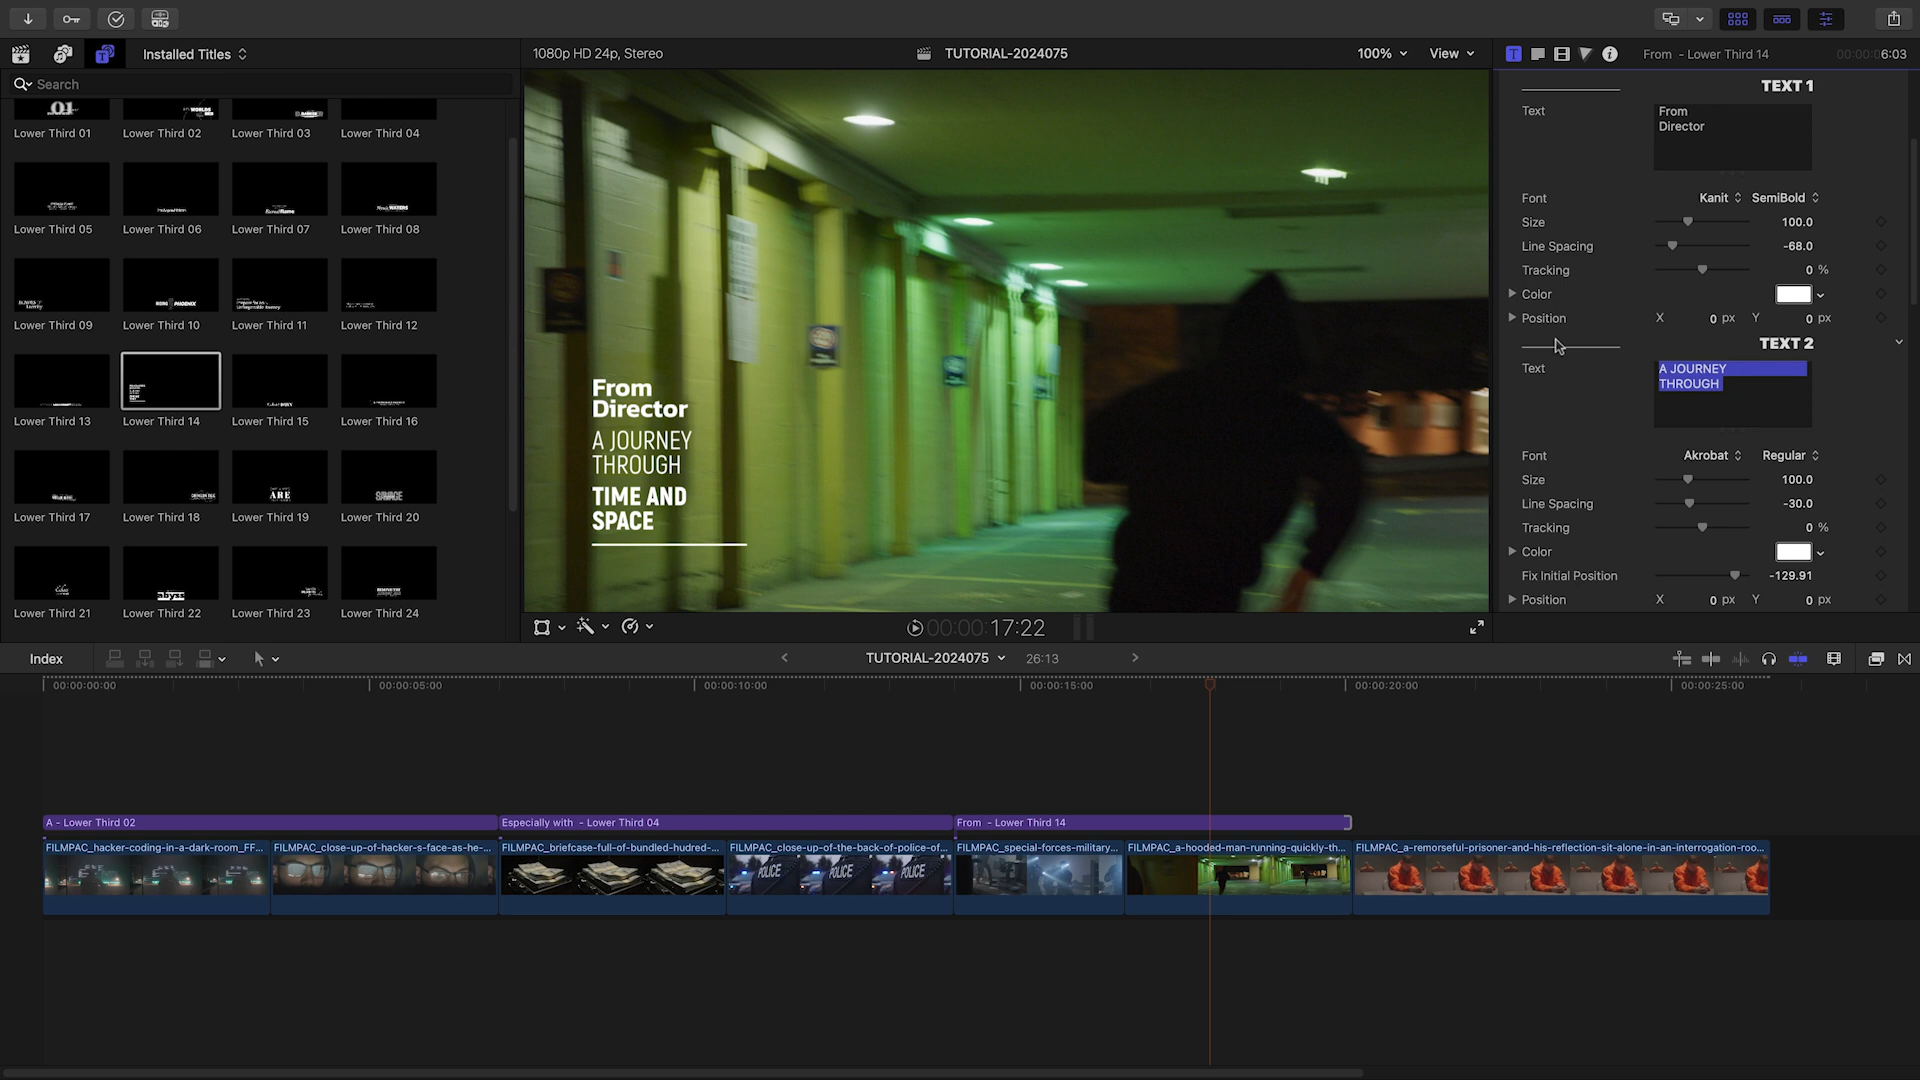 Installed Titles
1080p HD 24p, Stereo
TUTORIAL-2024075
100%
View
From - Lower Third 14
00:00:06:03
Search
01
Lower Third 01
Lower Third 02
Lower Third 03
Lower Third 04
Lower Third 05
Lower Third 06
Lower Third 07
Lower Third 08
Lower Third 09
Lower Third 10
Lower Third 11
Lower Third 12
Lower Third 13
Lower Third 14
Lower Third 15
Lower Third 16
Lower Third 17
Lower Third 18
Lower Third 19
Lower Third 20
Lower Third 21
Lower Third 22
Lower Third 23
Lower Third 24
From
Director
A JOURNEY
THROUGH
TIME AND
SPACE
00:00:17:22
TEXT 1
Text
From
Director
Font
Kanit
SemiBold
Size
100.0
Line Spacing
-68.0
Tracking
0 %
Color
Position
X
0 px
Y
0 px
TEXT 2
Text
A JOURNEY
THROUGH
Font
Akrobat
Regular
Size
100.0
Line Spacing
-30.0
Tracking
0 %
Color
Fix Initial Position
-129.91
Position
X
0 px
Y
0 px
Index
TUTORIAL-2024075
26:13
00:00:00:00
00:00:05:00
00:00:10:00
00:00:15:00
00:00:20:00
00:00:25:00
A - Lower Third 02
Especially with - Lower Third 04
From - Lower Third 14
FILMPAC_hacker-coding-in-a-dark-room_FF...
FILMPAC_close-up-of-hacker-s-face-as-he-...
FILMPAC_briefcase-full-of-bundled-hudred-...
FILMPAC_close-up-of-the-back-of-police-of...
FILMPAC_special-forces-military...
FILMPAC_a-hooded-man-running-quickly-th...
FILMPAC_a-remorseful-prisoner-and-his-reflection-sit-alone-in-an-interrogation-roo...
POLICE
POLICE
POLICE